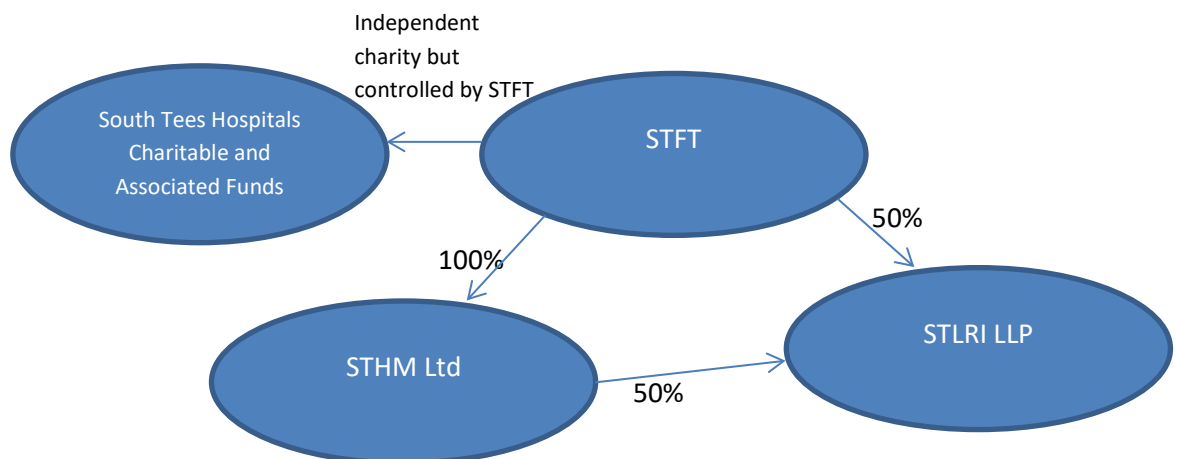 Independent
charity but
controlled by STFT
South Tees Hospitals
Charitable and
Associated Funds
STFT
50%
100%
STHM Ltd
STLRI LLP
50%